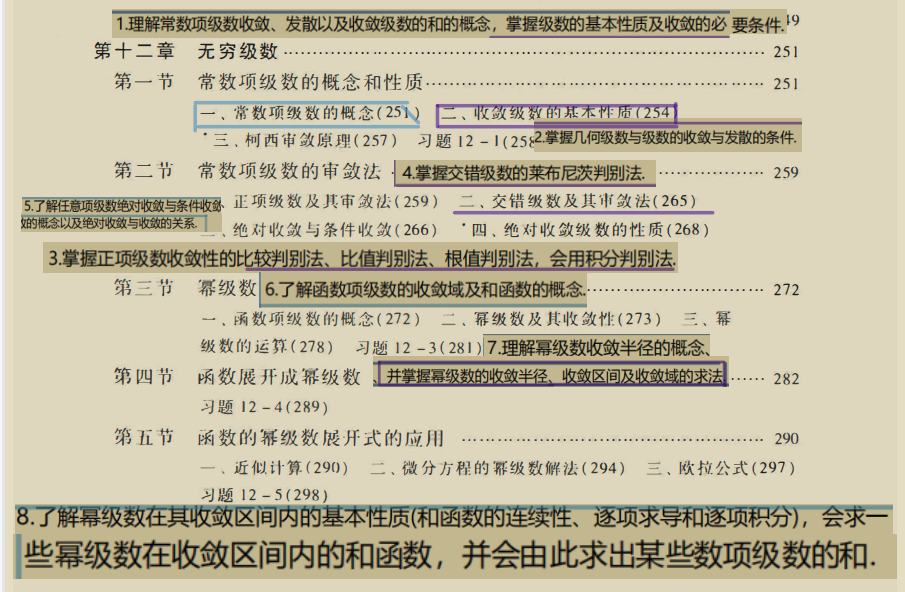 1.理解常数项级数收敛、发散以及收敛级数的和的概念，掌握级数的基本性质及收敛的必要条件. 49
第十二章 无穷级数 …… 251
第一节 常数项级数的概念和性质 …… 251
一、常数项级数的概念(251) 二、收敛级数的基本性质(254)
*三、柯西审敛原理(257) 习题 12-1(258 2.掌握几何级数与级数的收敛与发散的条件.
第二节 常数项级数的审敛法 4.掌握交错级数的莱布尼茨判别法. …… 259
5.了解任意项级数绝对收敛与条件收敛
、正项级数及其审敛法(259) 二、交错级数及其审敛法(265)
的概念以及绝对收敛与收敛的关系.
、绝对收敛与条件收敛(266) *四、绝对收敛级数的性质(268)
3.掌握正项级数收敛性的比较判别法、比值判别法、根值判别法，会用积分判别法.
第三节 幂级数 6.了解函数项级数的收敛域及和函数的概念. …… 272
一、函数项级数的概念(272) 二、幂级数及其收敛性(273) 三、幂
级数的运算(278) 习题 12-3(281) 7.理解幂级数收敛半径的概念、
第四节 函数展开成幂级数 、并掌握幂级数的收敛半径、收敛区间及收敛域的求法. …… 282
习题 12-4(289)
第五节 函数的幂级数展开式的应用 …… 290
一、近似计算(290) 二、微分方程的幂级数解法(294) 三、欧拉公式(297)
习题 12-5(298)
8.了解幂级数在其收敛区间内的基本性质(和函数的连续性、逐项求导和逐项积分)，会求一
些幂级数在收敛区间内的和函数，并会由此求出某些数项级数的和.